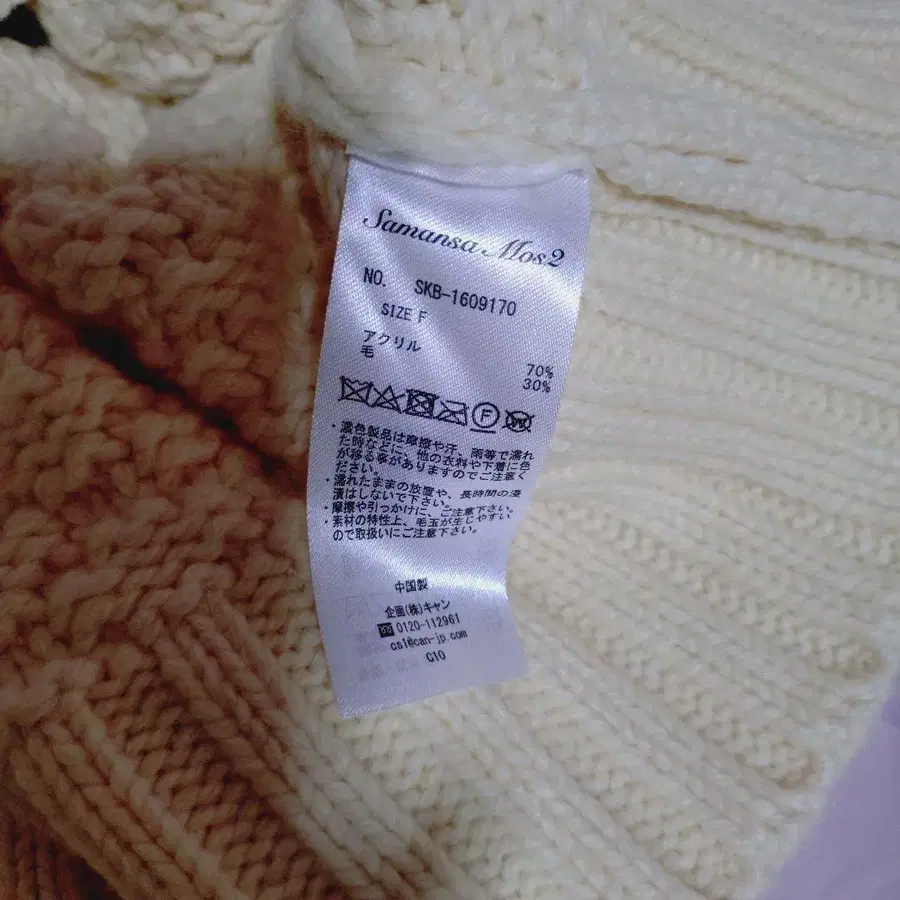 Samansa Mos2
NO. SKB-1609170
SIZE F
アクリル 70%
毛 30%
F
・濃色製品は摩擦や汗、雨等で濡れ
た時などに、他の衣料や下着に色
が移る事がありますのでご注意く
ださい。
・濡れたままの放置や、長時間の浸
漬はしないで下さい。
・摩擦や引っかけに、ご注意下さい。
・素材の特性上、毛玉が生じやすい
ので取扱いにご注意下さい。
中国製
企画(株)キャン
0120-112961
cs1@can-jp.com
C10